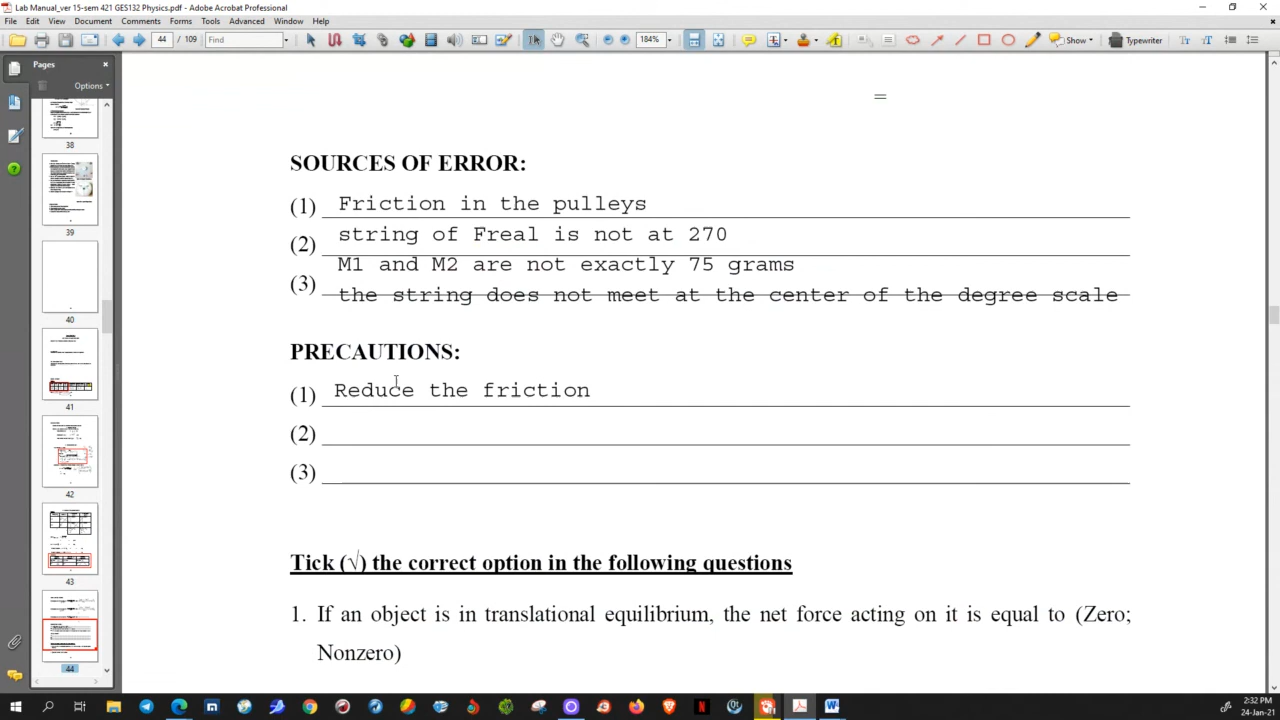 Lab Manual_ver 15-sem 421 GES132 Physics.pdf - Adobe Acrobat Professional
File Edit View Document Comments Forms Tools Advanced Window Help
44 / 109 Find 184% Show Typewriter
Pages
Options
=
SOURCES OF ERROR:
(1) Friction in the pulleys
(2) string of Freal is not at 270
M1 and M2 are not exactly 75 grams
(3) the string does not meet at the center of the degree scale
PRECAUTIONS:
(1) Reduce the friction
(2)
(3)
Tick (√) the correct option in the following questions
1. If an object is in translational equilibrium, the net force acting on it is equal to (Zero;
Nonzero)
38
39
40
41
42
43
44
2:32 PM
24-Jan-21